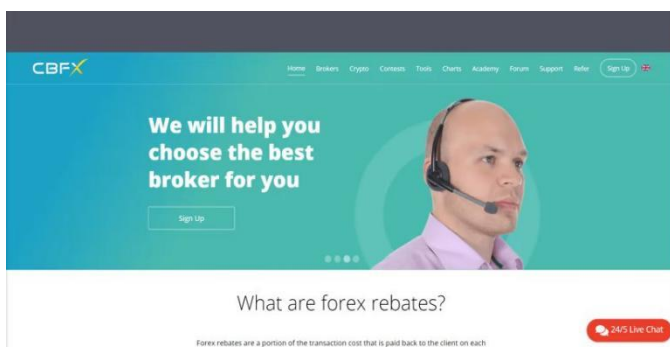 CBFX
Home Brokers Crypto Contests Tools Charts Academy Forum Support Refer Sign Up
We will help you
choose the best
broker for you
Sign Up
What are forex rebates?
24/5 Live Chat
Forex rebates are a portion of the transaction cost that is paid back to the client on each